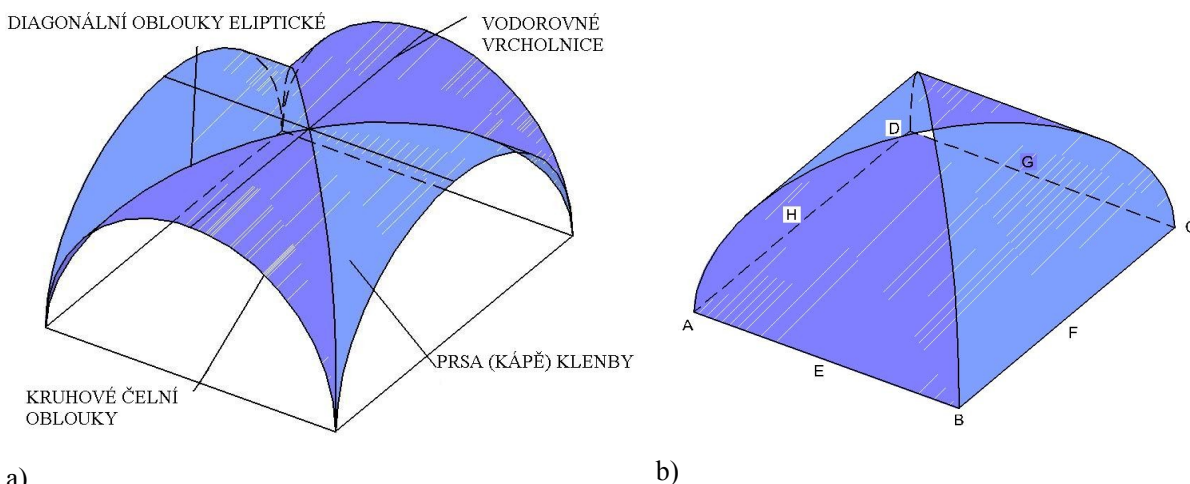 DIAGONÁLNÍ OBLOUKY ELIPTICKÉ
VODOROVNÉ
VRCHOLNICE
PRSA (KÁPĚ) KLENBY
KRUHOVÉ ČELNÍ
OBLOUKY
a)
D
G
H
C
A
F
E
B
b)